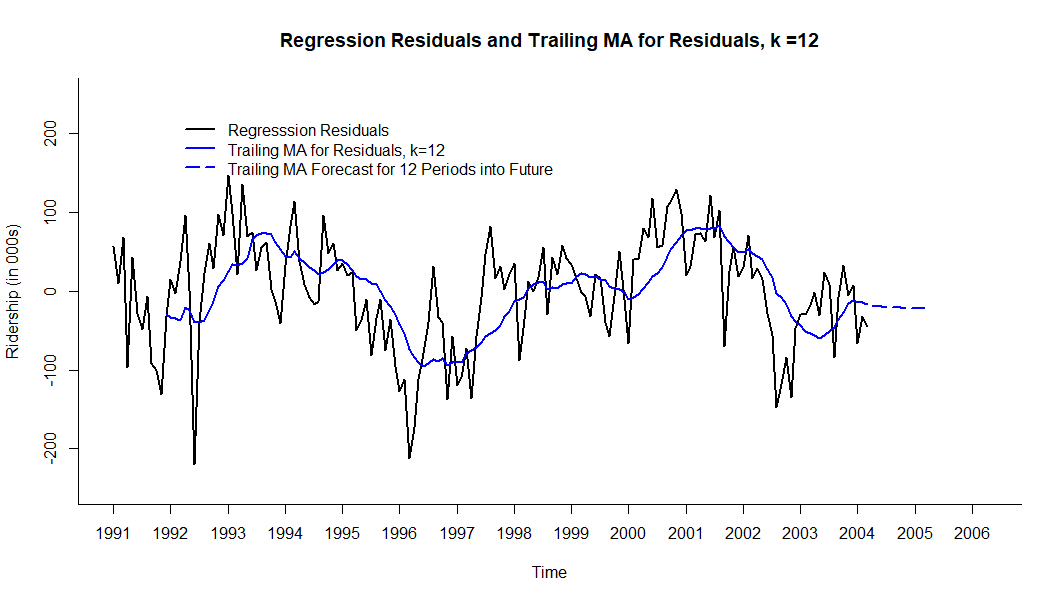 Regression Residuals and Trailing MA for Residuals, k =12
Regresssion Residuals
Trailing MA for Residuals, k=12
Trailing MA Forecast for 12 Periods into Future
Ridership (in 000s)
200
100
0
-100
-200
1991 1992 1993 1994 1995 1996 1997 1998 1999 2000 2001 2002 2003 2004 2005 2006
Time